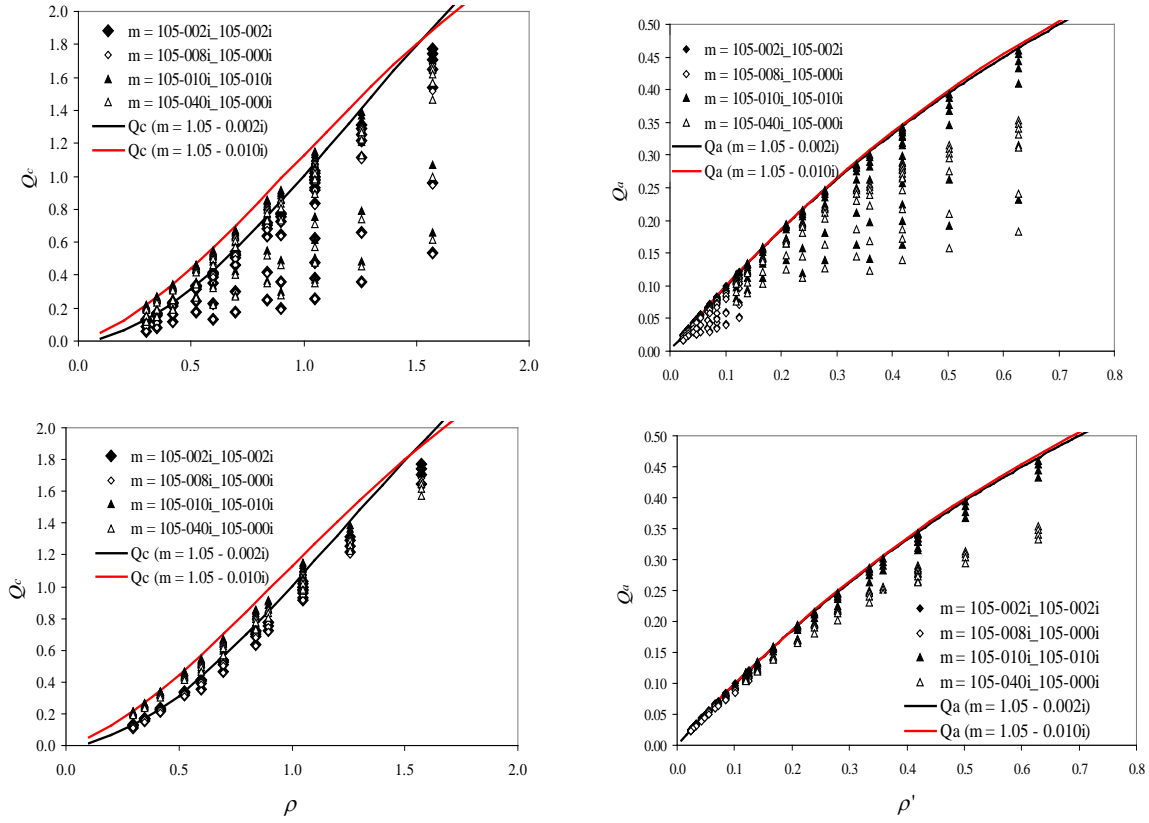 2.0
1.8
1.6
1.4
1.2
1.0
0.8
0.6
0.4
0.2
0.0
Qc
m = 105-002i_105-002i
m = 105-008i_105-000i
m = 105-010i_105-010i
m = 105-040i_105-000i
Qc (m = 1.05 - 0.002i)
Qc (m = 1.05 - 0.010i)
0.0 0.5 1.0 1.5 2.0
0.50
0.45
0.40
0.35
0.30
0.25
0.20
0.15
0.10
0.05
0.00
Qa
m = 105-002i_105-002i
m = 105-008i_105-000i
m = 105-010i_105-010i
m = 105-040i_105-000i
Qa (m = 1.05 - 0.002i)
Qa (m = 1.05 - 0.010i)
0.0 0.1 0.2 0.3 0.4 0.5 0.6 0.7 0.8
2.0
1.8
1.6
1.4
1.2
1.0
0.8
0.6
0.4
0.2
0.0
Qc
m = 105-002i_105-002i
m = 105-008i_105-000i
m = 105-010i_105-010i
m = 105-040i_105-000i
Qc (m = 1.05 - 0.002i)
Qc (m = 1.05 - 0.010i)
0.0 0.5 1.0 1.5 2.0
ρ
0.50
0.45
0.40
0.35
0.30
0.25
0.20
0.15
0.10
0.05
0.00
Qa
m = 105-002i_105-002i
m = 105-008i_105-000i
m = 105-010i_105-010i
m = 105-040i_105-000i
Qa (m = 1.05 - 0.002i)
Qa (m = 1.05 - 0.010i)
0.0 0.1 0.2 0.3 0.4 0.5 0.6 0.7 0.8
ρ'